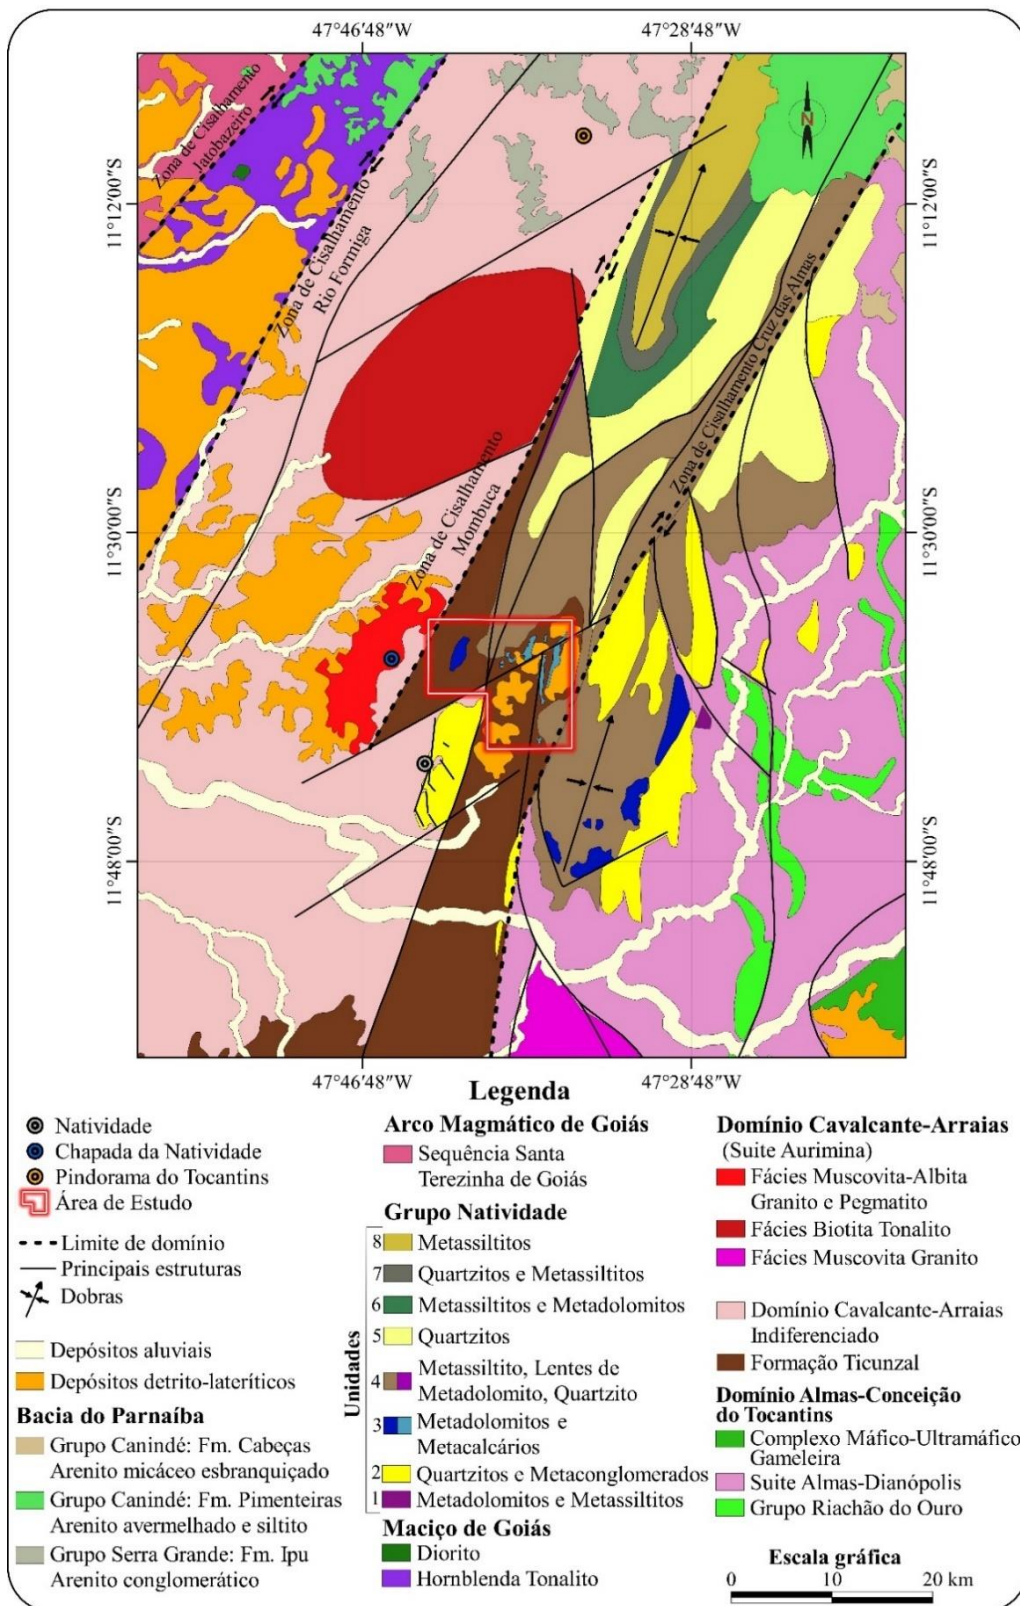 47°46′48″W
47°28′48″W
Zona de Cisalhamento
Jatobazeiro
N
11°12′00″S
11°12′00″S
Zona de Cisalhamento
Rio Formiga
Zona de Cisalhamento Cruz das Almas
Zona de Cisalhamento
Mombuca
11°30′00″S
11°30′00″S
11°48′00″S
11°48′00″S
47°46′48″W
47°28′48″W
Legenda
Natividade
Chapada da Natividade
Pindorama do Tocantins
Área de Estudo
Limite de domínio
Principais estruturas
Dobras
Depósitos aluviais
Depósitos detrito-lateríticos
Bacia do Parnaíba
Grupo Canindé: Fm. Cabeças
Arenito micáceo esbranquiçado
Grupo Canindé: Fm. Pimenteiras
Arenito avermelhado e siltito
Grupo Serra Grande: Fm. Ipu
Arenito conglomerático
Arco Magmático de Goiás
Sequência Santa
Terezinha de Goiás
Grupo Natividade
Unidades
8 Metassiltitos
7 Quartzitos e Metassiltitos
6 Metassiltitos e Metadolomitos
5 Quartzitos
4 Metassiltito, Lentes de
Metadolomito, Quartzito
3 Metadolomitos e
Metacalcários
2 Quartzitos e Metaconglomerados
1 Metadolomitos e Metassiltitos
Maciço de Goiás
Diorito
Hornblenda Tonalito
Domínio Cavalcante-Arraias
(Suite Aurimina)
Fácies Muscovita-Albita
Granito e Pegmatito
Fácies Biotita Tonalito
Fácies Muscovita Granito
Domínio Cavalcante-Arraias
Indiferenciado
Formação Ticunzal
Domínio Almas-Conceição
do Tocantins
Complexo Máfico-Ultramáfico
Gameleira
Suite Almas-Dianópolis
Grupo Riachão do Ouro
Escala gráfica
0 10 20 km